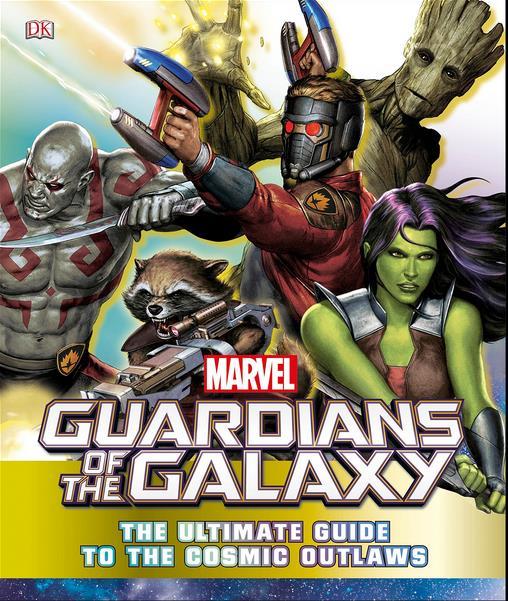 DK
MARVEL
GUARDIANS
OF THE GALAXY
THE ULTIMATE GUIDE
TO THE COSMIC OUTLAWS